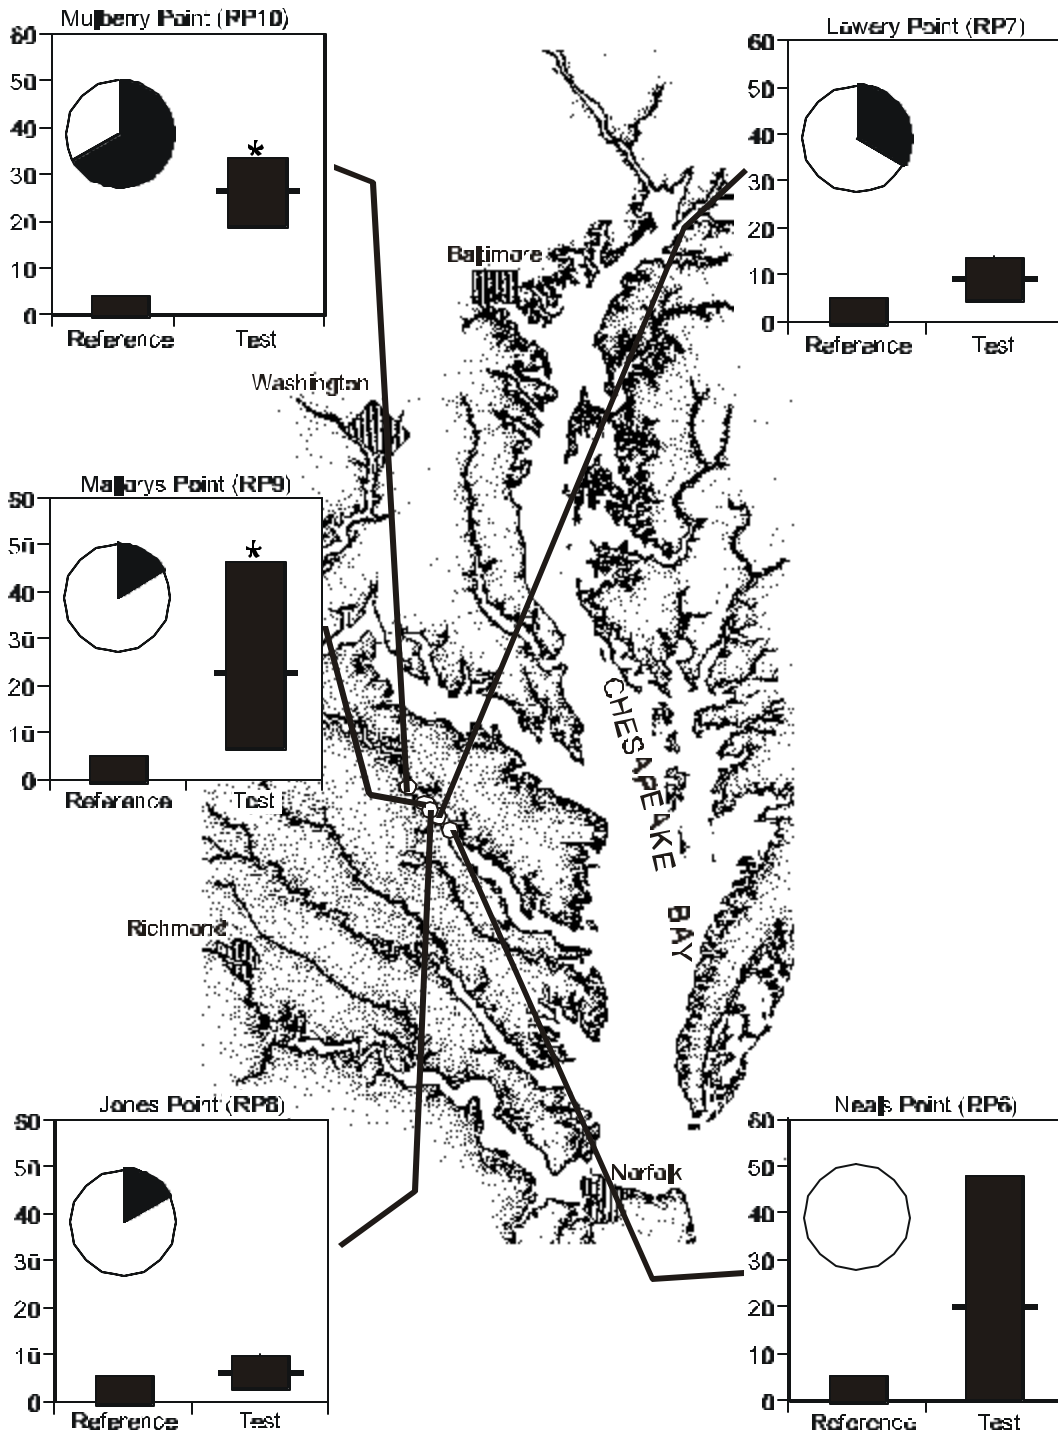 Mulberry Point (RP10)
60
50
40
30
20
10
0
Reference Test
Lowery Point (RP7)
60
50
40
30
20
10
0
Reference Test
Baltimore
Washington
Mallorys Point (RP9)
60
50
40
30
20
10
0
Reference Test
CHESAPEAKE BAY
Richmond
Jones Point (RP8)
60
50
40
30
20
10
0
Reference Test
Norfolk
Neals Point (RP6)
60
50
40
30
20
10
0
Reference Test